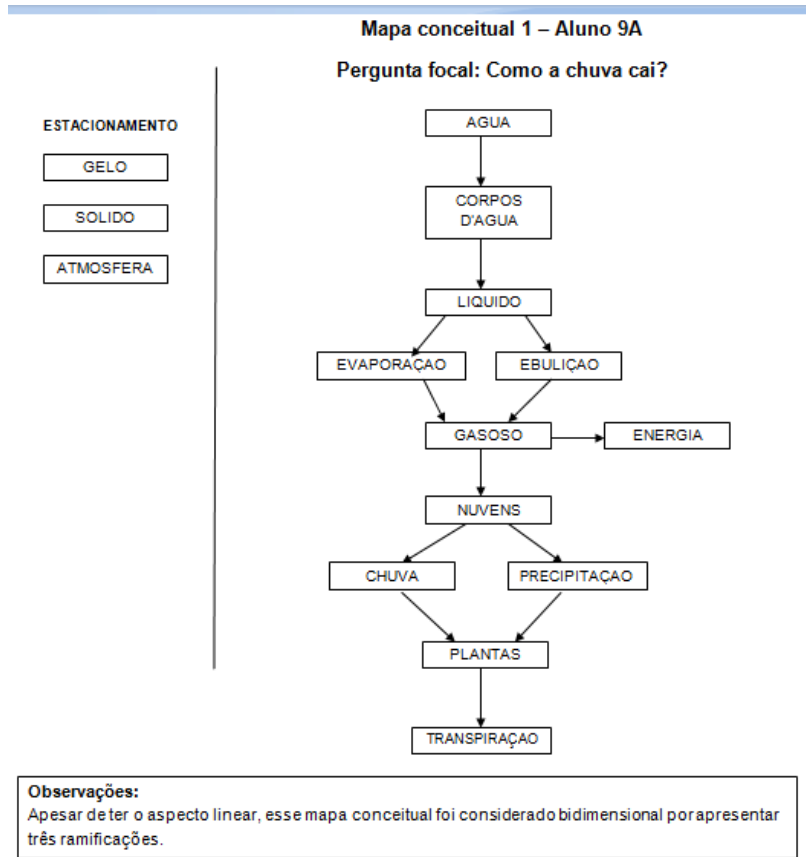 Mapa conceitual 1 – Aluno 9A
Pergunta focal: Como a chuva cai?
ESTACIONAMENTO
GELO
SOLIDO
ATMOSFERA
AGUA
CORPOS
D'AGUA
LIQUIDO
EVAPORAÇAO
EBULIÇAO
GASOSO
ENERGIA
NUVENS
CHUVA
PRECIPITAÇAO
PLANTAS
TRANSPIRAÇAO
Observações:
Apesar de ter o aspecto linear, esse mapa conceitual foi considerado bidimensional por apresentar
três ramificações.